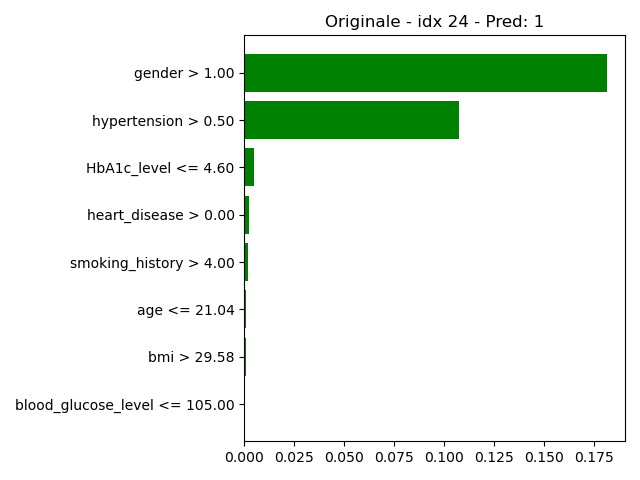 Originale - idx 24 - Pred: 1
gender > 1.00
hypertension > 0.50
HbA1c_level <= 4.60
heart_disease > 0.00
smoking_history > 4.00
age <= 21.04
bmi > 29.58
blood_glucose_level <= 105.00
0.000 0.025 0.050 0.075 0.100 0.125 0.150 0.175